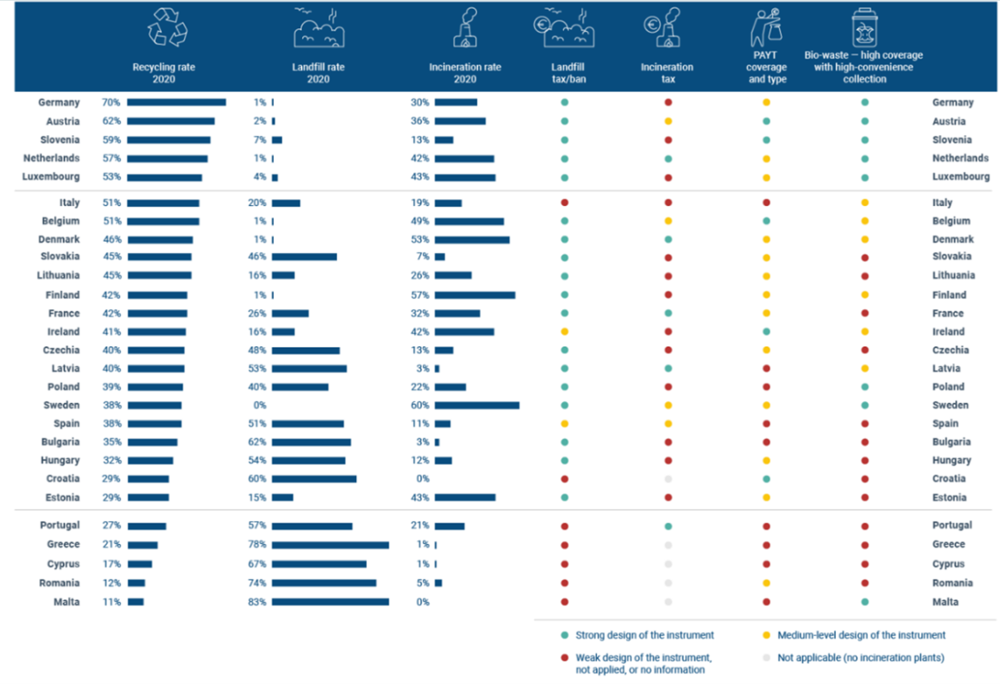 Recycling rate 2020
Landfill rate 2020
Incineration rate 2020
Landfill tax/ban
Incineration tax
PAYT coverage and type
Bio-waste — high coverage with high-convenience collection
Germany 70% 1% 30% Germany
Austria 62% 2% 36% Austria
Slovenia 59% 7% 13% Slovenia
Netherlands 57% 1% 42% Netherlands
Luxembourg 53% 4% 43% Luxembourg
Italy 51% 20% 19% Italy
Belgium 51% 1% 49% Belgium
Denmark 46% 1% 53% Denmark
Slovakia 45% 46% 7% Slovakia
Lithuania 45% 16% 26% Lithuania
Finland 42% 1% 57% Finland
France 42% 26% 32% France
Ireland 41% 16% 42% Ireland
Czechia 40% 48% 13% Czechia
Latvia 40% 53% 3% Latvia
Poland 39% 40% 22% Poland
Sweden 38% 0% 60% Sweden
Spain 38% 51% 11% Spain
Bulgaria 35% 62% 3% Bulgaria
Hungary 32% 54% 12% Hungary
Croatia 29% 60% 0% Croatia
Estonia 29% 15% 43% Estonia
Portugal 27% 57% 21% Portugal
Greece 21% 78% 1% Greece
Cyprus 17% 67% 1% Cyprus
Romania 12% 74% 5% Romania
Malta 11% 83% 0% Malta
Strong design of the instrument
Medium-level design of the instrument
Weak design of the instrument,
not applied, or no information
Not applicable (no incineration plants)